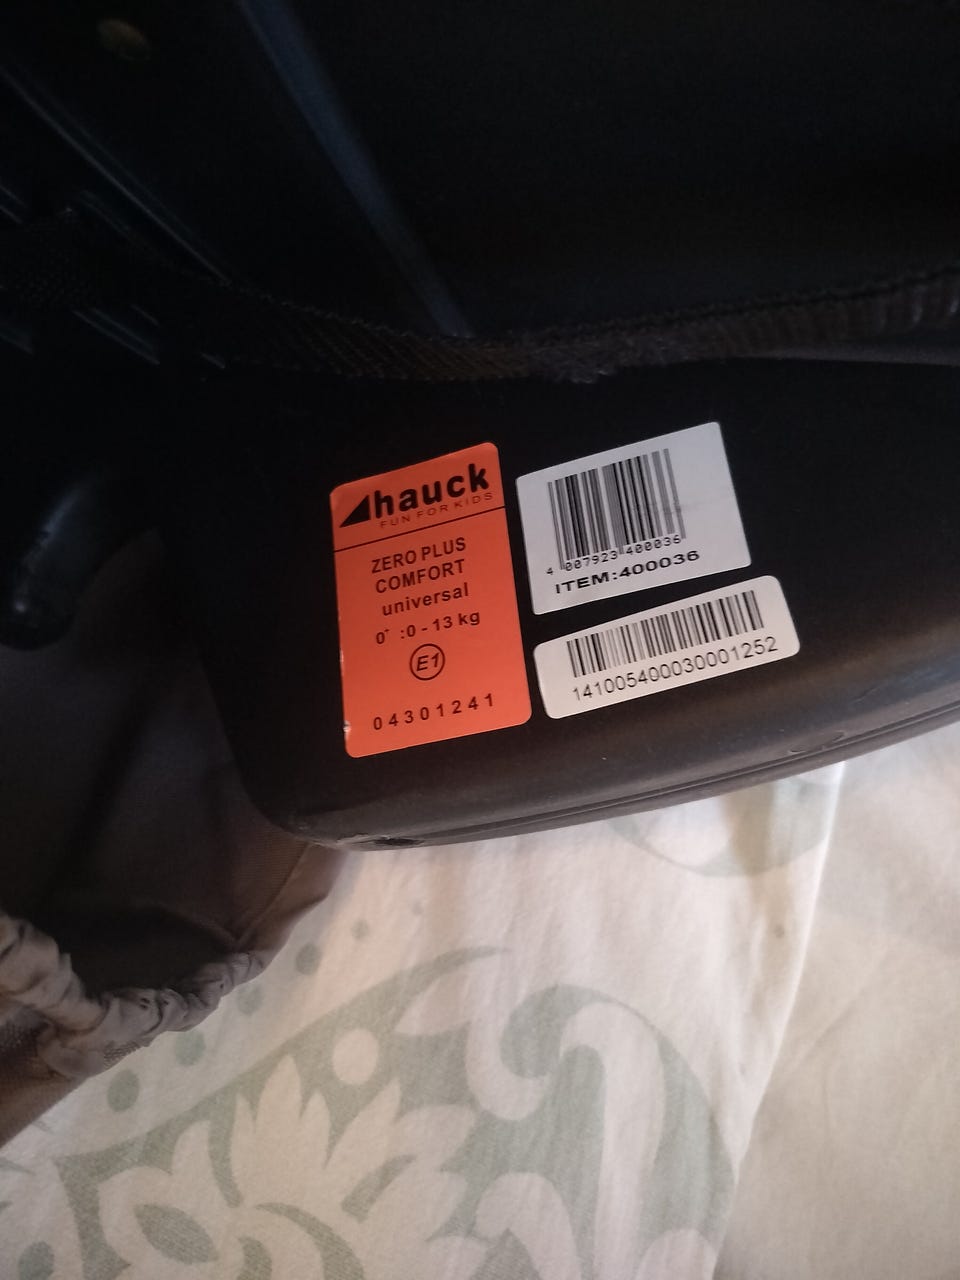 hauck
FUN FOR KIDS
ZERO PLUS
COMFORT
universal
0+ :0 - 13 kg
E1
04301241
4 007923 400036
ITEM:400036
141005400030001252